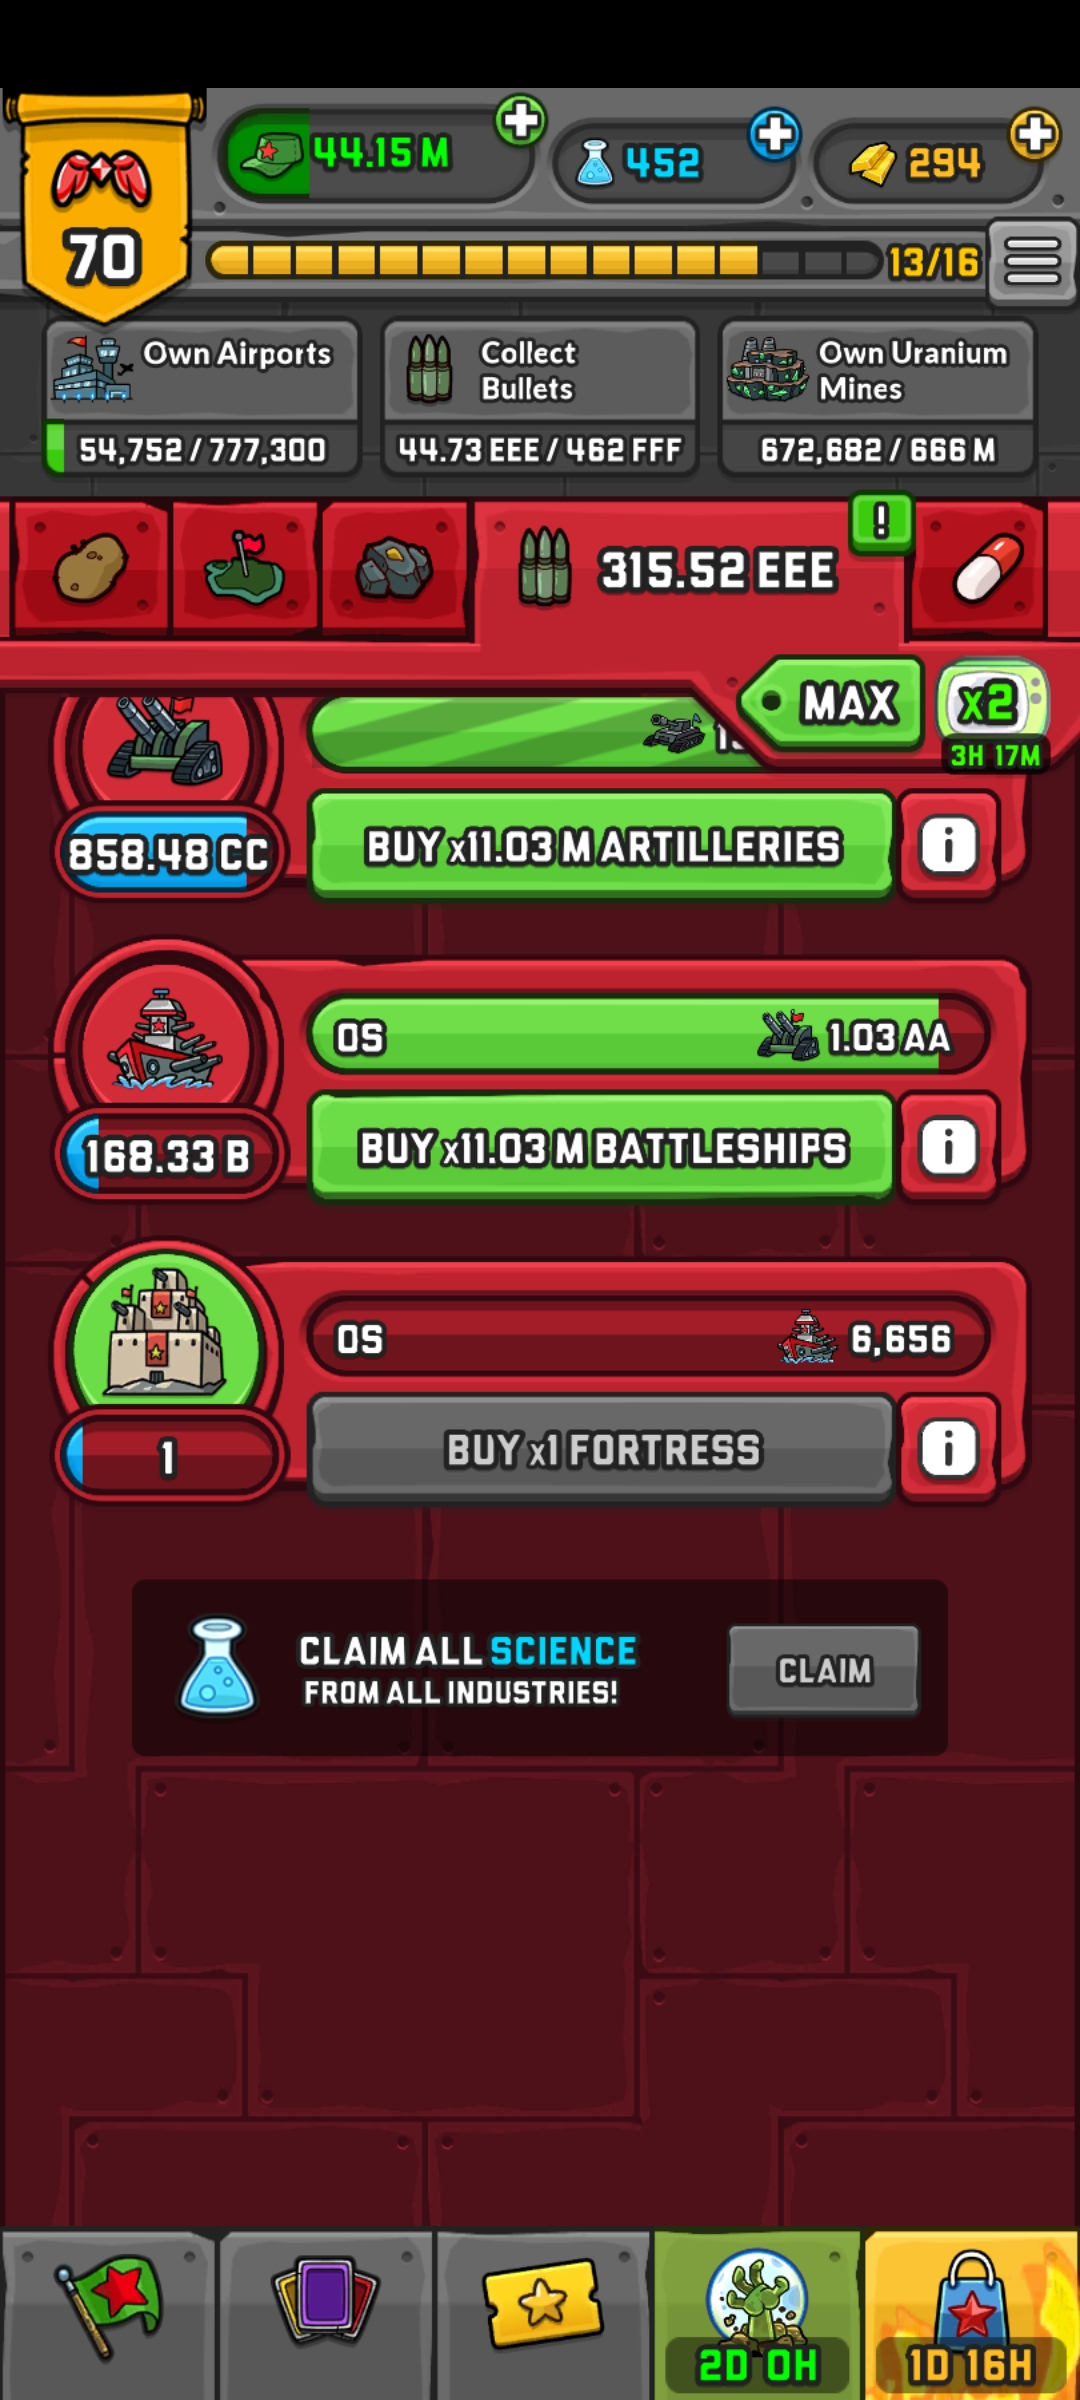 44.15 M
452
294
70
13/16
Own Airports
54,752 / 777,300
Collect
Bullets
44.73 EEE / 462 FFF
Own Uranium
Mines
672,682 / 666 M
315.52 EEE
!
MAX
x2
3H 17M
858.48 CC
BUY x11.03 M ARTILLERIES
i
0S
1.03 AA
168.33 B
BUY x11.03 M BATTLESHIPS
i
0S
6,656
1
BUY x1 FORTRESS
i
CLAIM ALL SCIENCE
FROM ALL INDUSTRIES!
CLAIM
2D 0H
1D 16H